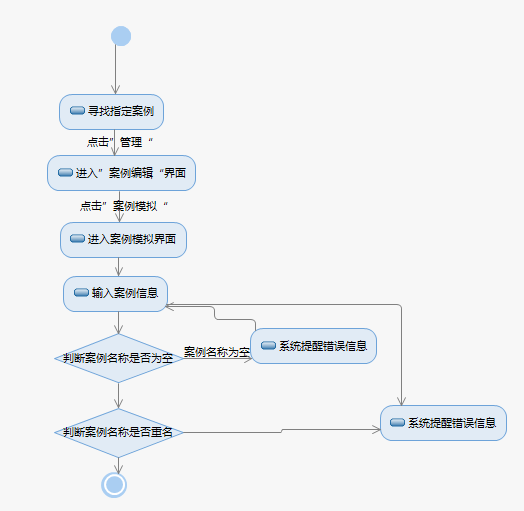 寻找指定案例
点击”管理“
进入”案例编辑“界面
点击”案例模拟“
进入案例模拟界面
输入案例信息
系统提醒错误信息
案例名称为空
判断案例名称是否为空
系统提醒错误信息
判断案例名称是否重名